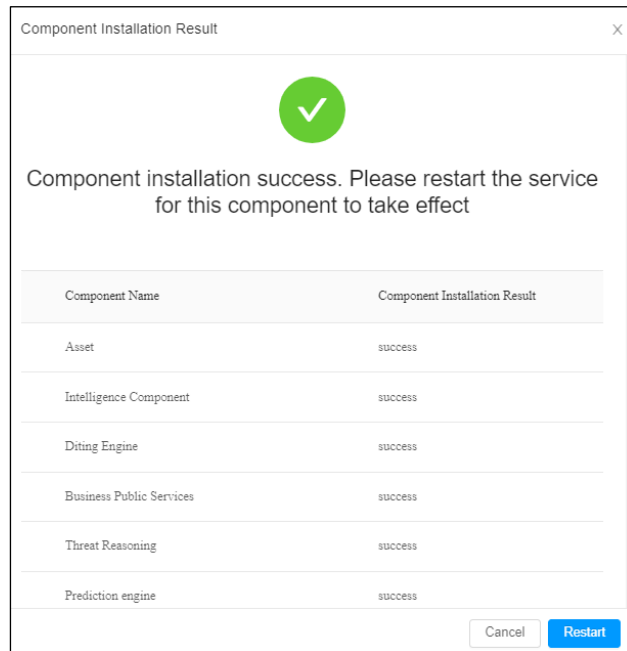 Component Installation Result
Component installation success. Please restart the service
for this component to take effect
Component Name Component Installation Result
Asset success
Intelligence Component success
Diting Engine success
Business Public Services success
Threat Reasoning success
Prediction engine success
Cancel Restart